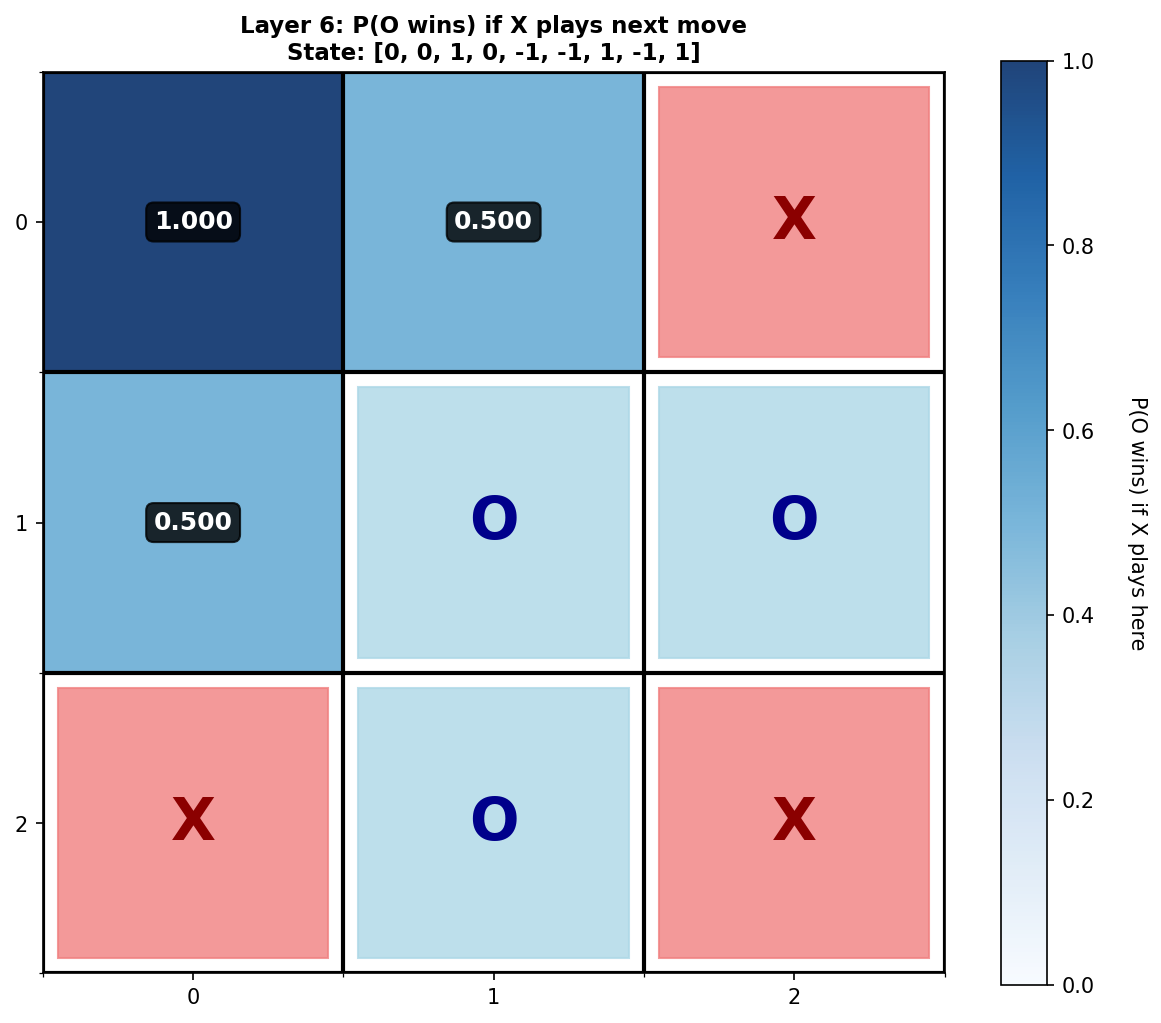 Layer 6: P(O wins) if X plays next move
State: [0, 0, 1, 0, -1, -1, 1, -1, 1]
1.000
0.500
X
0.500
O
O
X
O
X
0
1
2
0
1
2
1.0
0.8
0.6
0.4
0.2
0.0
P(O wins) if X plays here